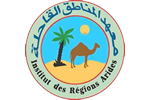 معهد المناطق القاحلة
Institut des Régions Arides